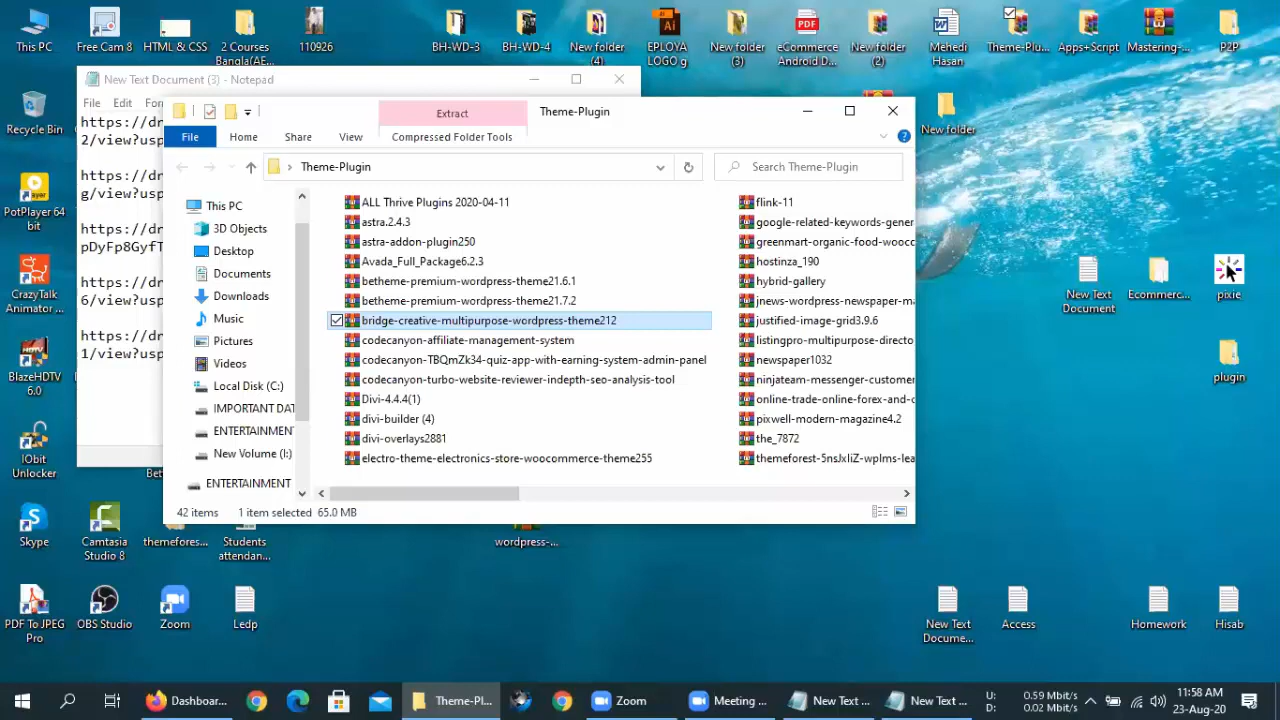 This PC
Free Cam 8
HTML & CSS
2 Courses
Bangla(AE...
110926
BH-WD-3
BH-WD-4
New folder
(4)
EPLOYA
LOGO g
New folder
(3)
eCommerce
Android D...
New folder
(2)
Mehedi
Hasan
Theme-Plu...
Apps+Script
Mastering-...
P2P
New Text Document (3) - Notepad
File Edit
https://dr
2/view?usp
https://dr
g/view?usp
https://dr
pDyFp8GyfT
https://dr
6/view?usp
https://dr
1/view?usp
Extract
Theme-Plugin
File
Home
Share
View
Compressed Folder Tools
Theme-Plugin
Search Theme-Plugin
This PC
3D Objects
Desktop
Documents
Downloads
Music
Pictures
Videos
Local Disk (C:)
IMPORTANT DAT
ENTERTAINMEN
New Volume (I:)
ENTERTAINMENT
ALL Thrive Plugins 2020-04-11
astra.2.4.3
astra-addon-plugin250
Avada_Full_Package6.2.3
betheme-premium-wordpress-theme21.6.1
betheme-premium-wordpress-theme21.7.2
bridge-creative-multipurpose-wordpress-theme212
codecanyon-affiliate-management-system
codecanyon-TBQmZk34-quiz-app-with-earning-system-admin-panel
codecanyon-turbo-website-reviewer-indepth-seo-analysis-tool
Divi-4.4.4(1)
divi-builder (4)
divi-overlays2881
electro-theme-electronics-store-woocommerce-theme255
flink-11
google-related-keywords-gener
greenmart-organic-food-woocc
hostinza_190
hybrid-gallery
jnews-wordpress-newspaper-ma
justified-image-grid3.9.6
listingpro-multipurpose-directo
newspaper1032
ninjateam-messenger-customer
online-trade-online-forex-and-c
pixwell-modern-magazine4.2
the_7872
themeforest-5nsJxliZ-wplms-lea
42 items
1 item selected 65.0 MB
Recycle Bin
PotPlayer 64
bit
CrazyTalk
Animator ...
BlazeHDTV
6.0
IObit
Unlocker
Skype
Camtasia
Studio 8
themefores...
Students
attendan...
wordpress-...
PDF To JPEG
Pro
OBS Studio
Zoom
Ledp
New folder
New Text
Document
Ecommerc...
pixie
plugin
New Text
Docume...
Access
Homework
Hisab
Dashboar...
Theme-Pl...
Zoom
Meeting ...
New Text ...
New Text ...
U: 0.59 Mbit/s
D: 0.02 Mbit/s
11:58 AM
23-Aug-20